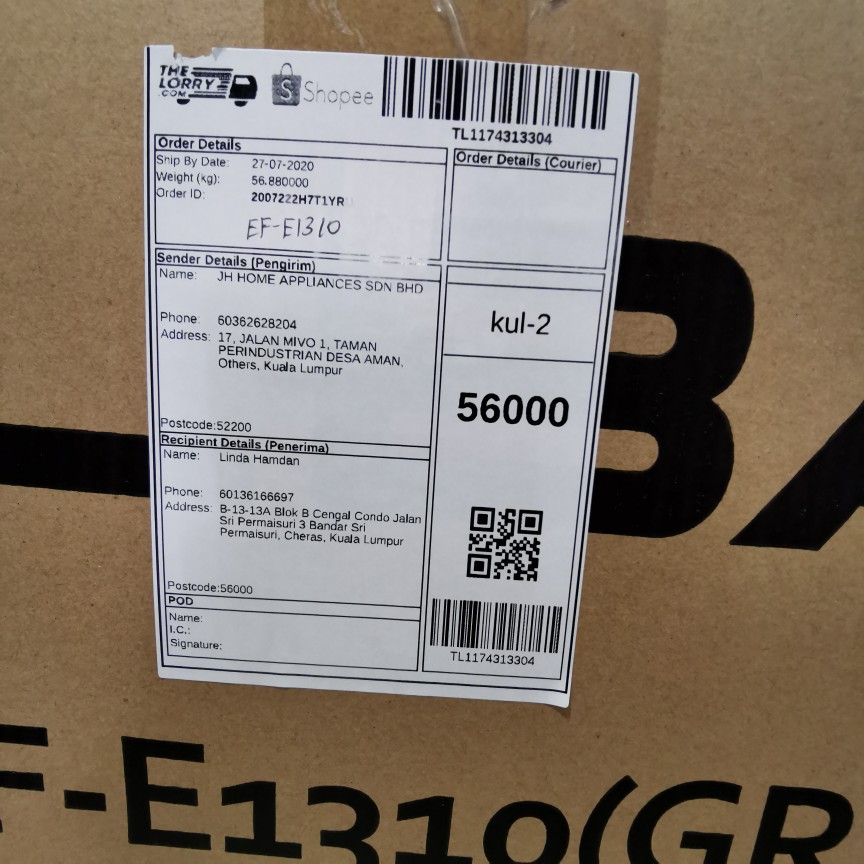 THE
LORRY
.COM
S Shopee
TL1174313304
Order Details
Ship By Date: 27-07-2020
Weight (kg): 56.880000
Order ID: 2007222H7T1YR
EF-E1310
Order Details (Courier)
Sender Details (Pengirim)
Name: JH HOME APPLIANCES SDN BHD
Phone: 60362628204
Address: 17, JALAN MIVO 1, TAMAN
PERINDUSTRIAN DESA AMAN,
Others, Kuala Lumpur
Postcode:52200
kul-2
56000
Recipient Details (Penerima)
Name: Linda Hamdan
Phone: 60136166697
Address: B-13-13A Blok B Cengal Condo Jalan
Sri Permaisuri 3 Bandar Sri
Permaisuri, Cheras, Kuala Lumpur
Postcode:56000
POD
Name:
I.C.:
Signature:
TL1174313304
F-E1310(GR